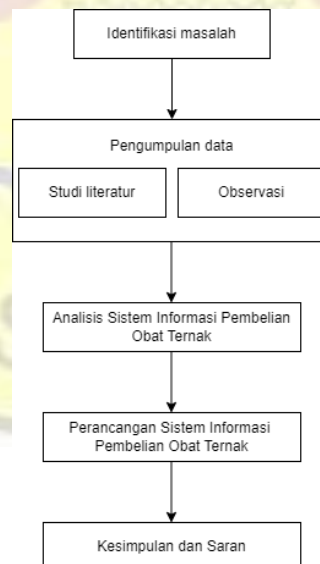 Identifikasi masalah
Pengumpulan data
Studi literatur
Observasi
Analisis Sistem Informasi Pembelian
Obat Ternak
Perancangan Sistem Informasi
Pembelian Obat Ternak
Kesimpulan dan Saran